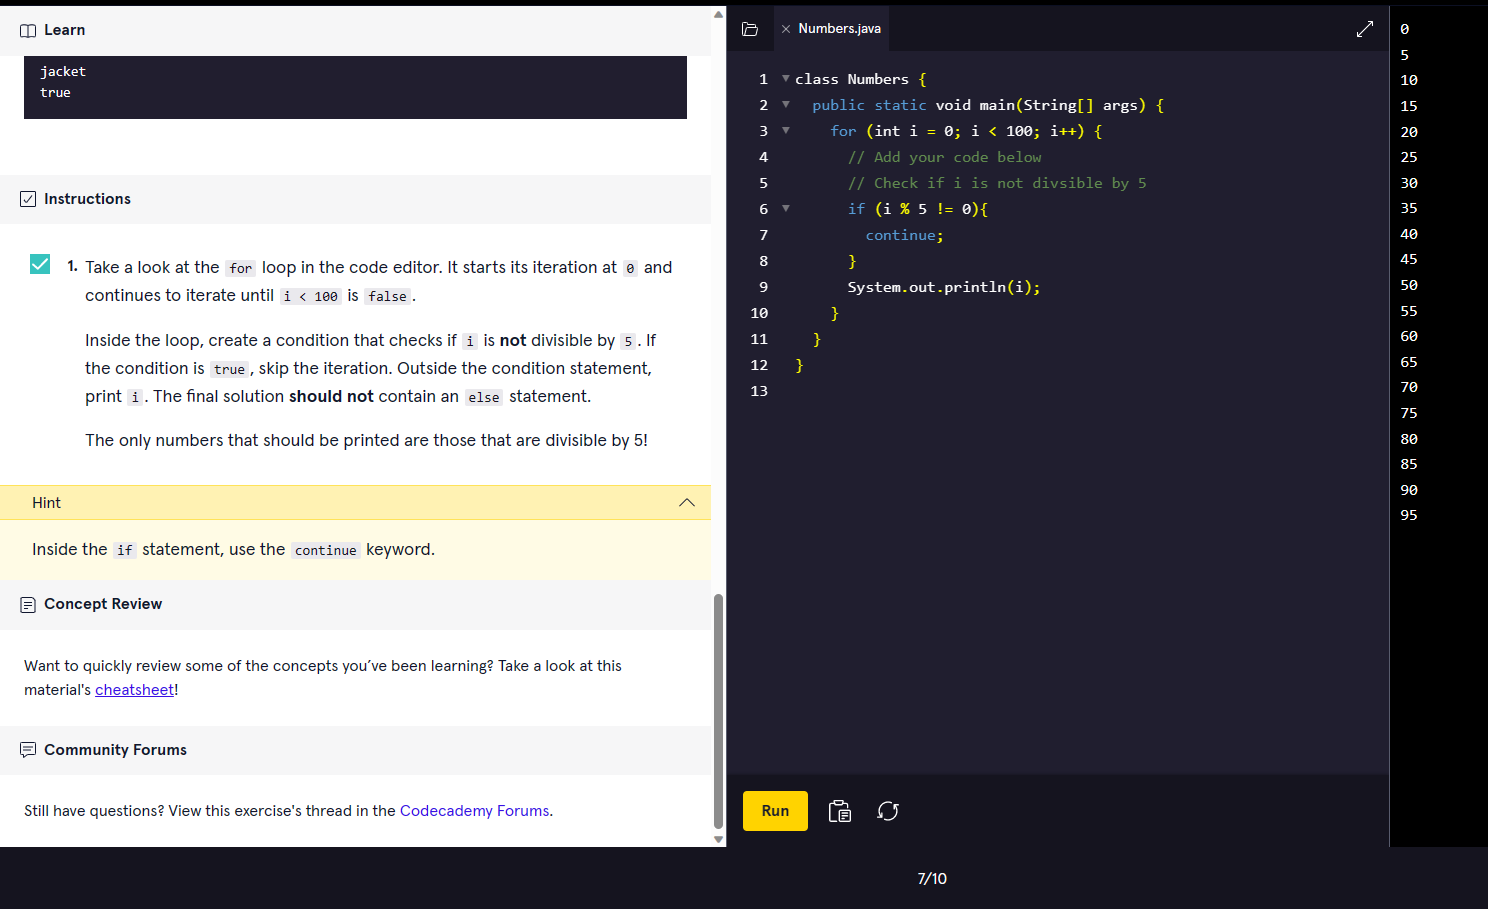 Learn
jacket
true
Instructions
1. Take a look at the for loop in the code editor. It starts its iteration at 0 and
continues to iterate until i < 100 is false.
Inside the loop, create a condition that checks if i is not divisible by 5. If
the condition is true, skip the iteration. Outside the condition statement,
print i. The final solution should not contain an else statement.
The only numbers that should be printed are those that are divisible by 5!
Hint
Inside the if statement, use the continue keyword.
Concept Review
Want to quickly review some of the concepts you’ve been learning? Take a look at this
material's cheatsheet!
Community Forums
Still have questions? View this exercise's thread in the Codecademy Forums.
Numbers.java
1 class Numbers {
2 public static void main(String[] args) {
3 for (int i = 0; i < 100; i++) {
4 // Add your code below
5 // Check if i is not divsible by 5
6 if (i % 5 != 0){
7 continue;
8 }
9 System.out.println(i);
10 }
11 }
12 }
13
Run
0
5
10
15
20
25
30
35
40
45
50
55
60
65
70
75
80
85
90
95
7/10